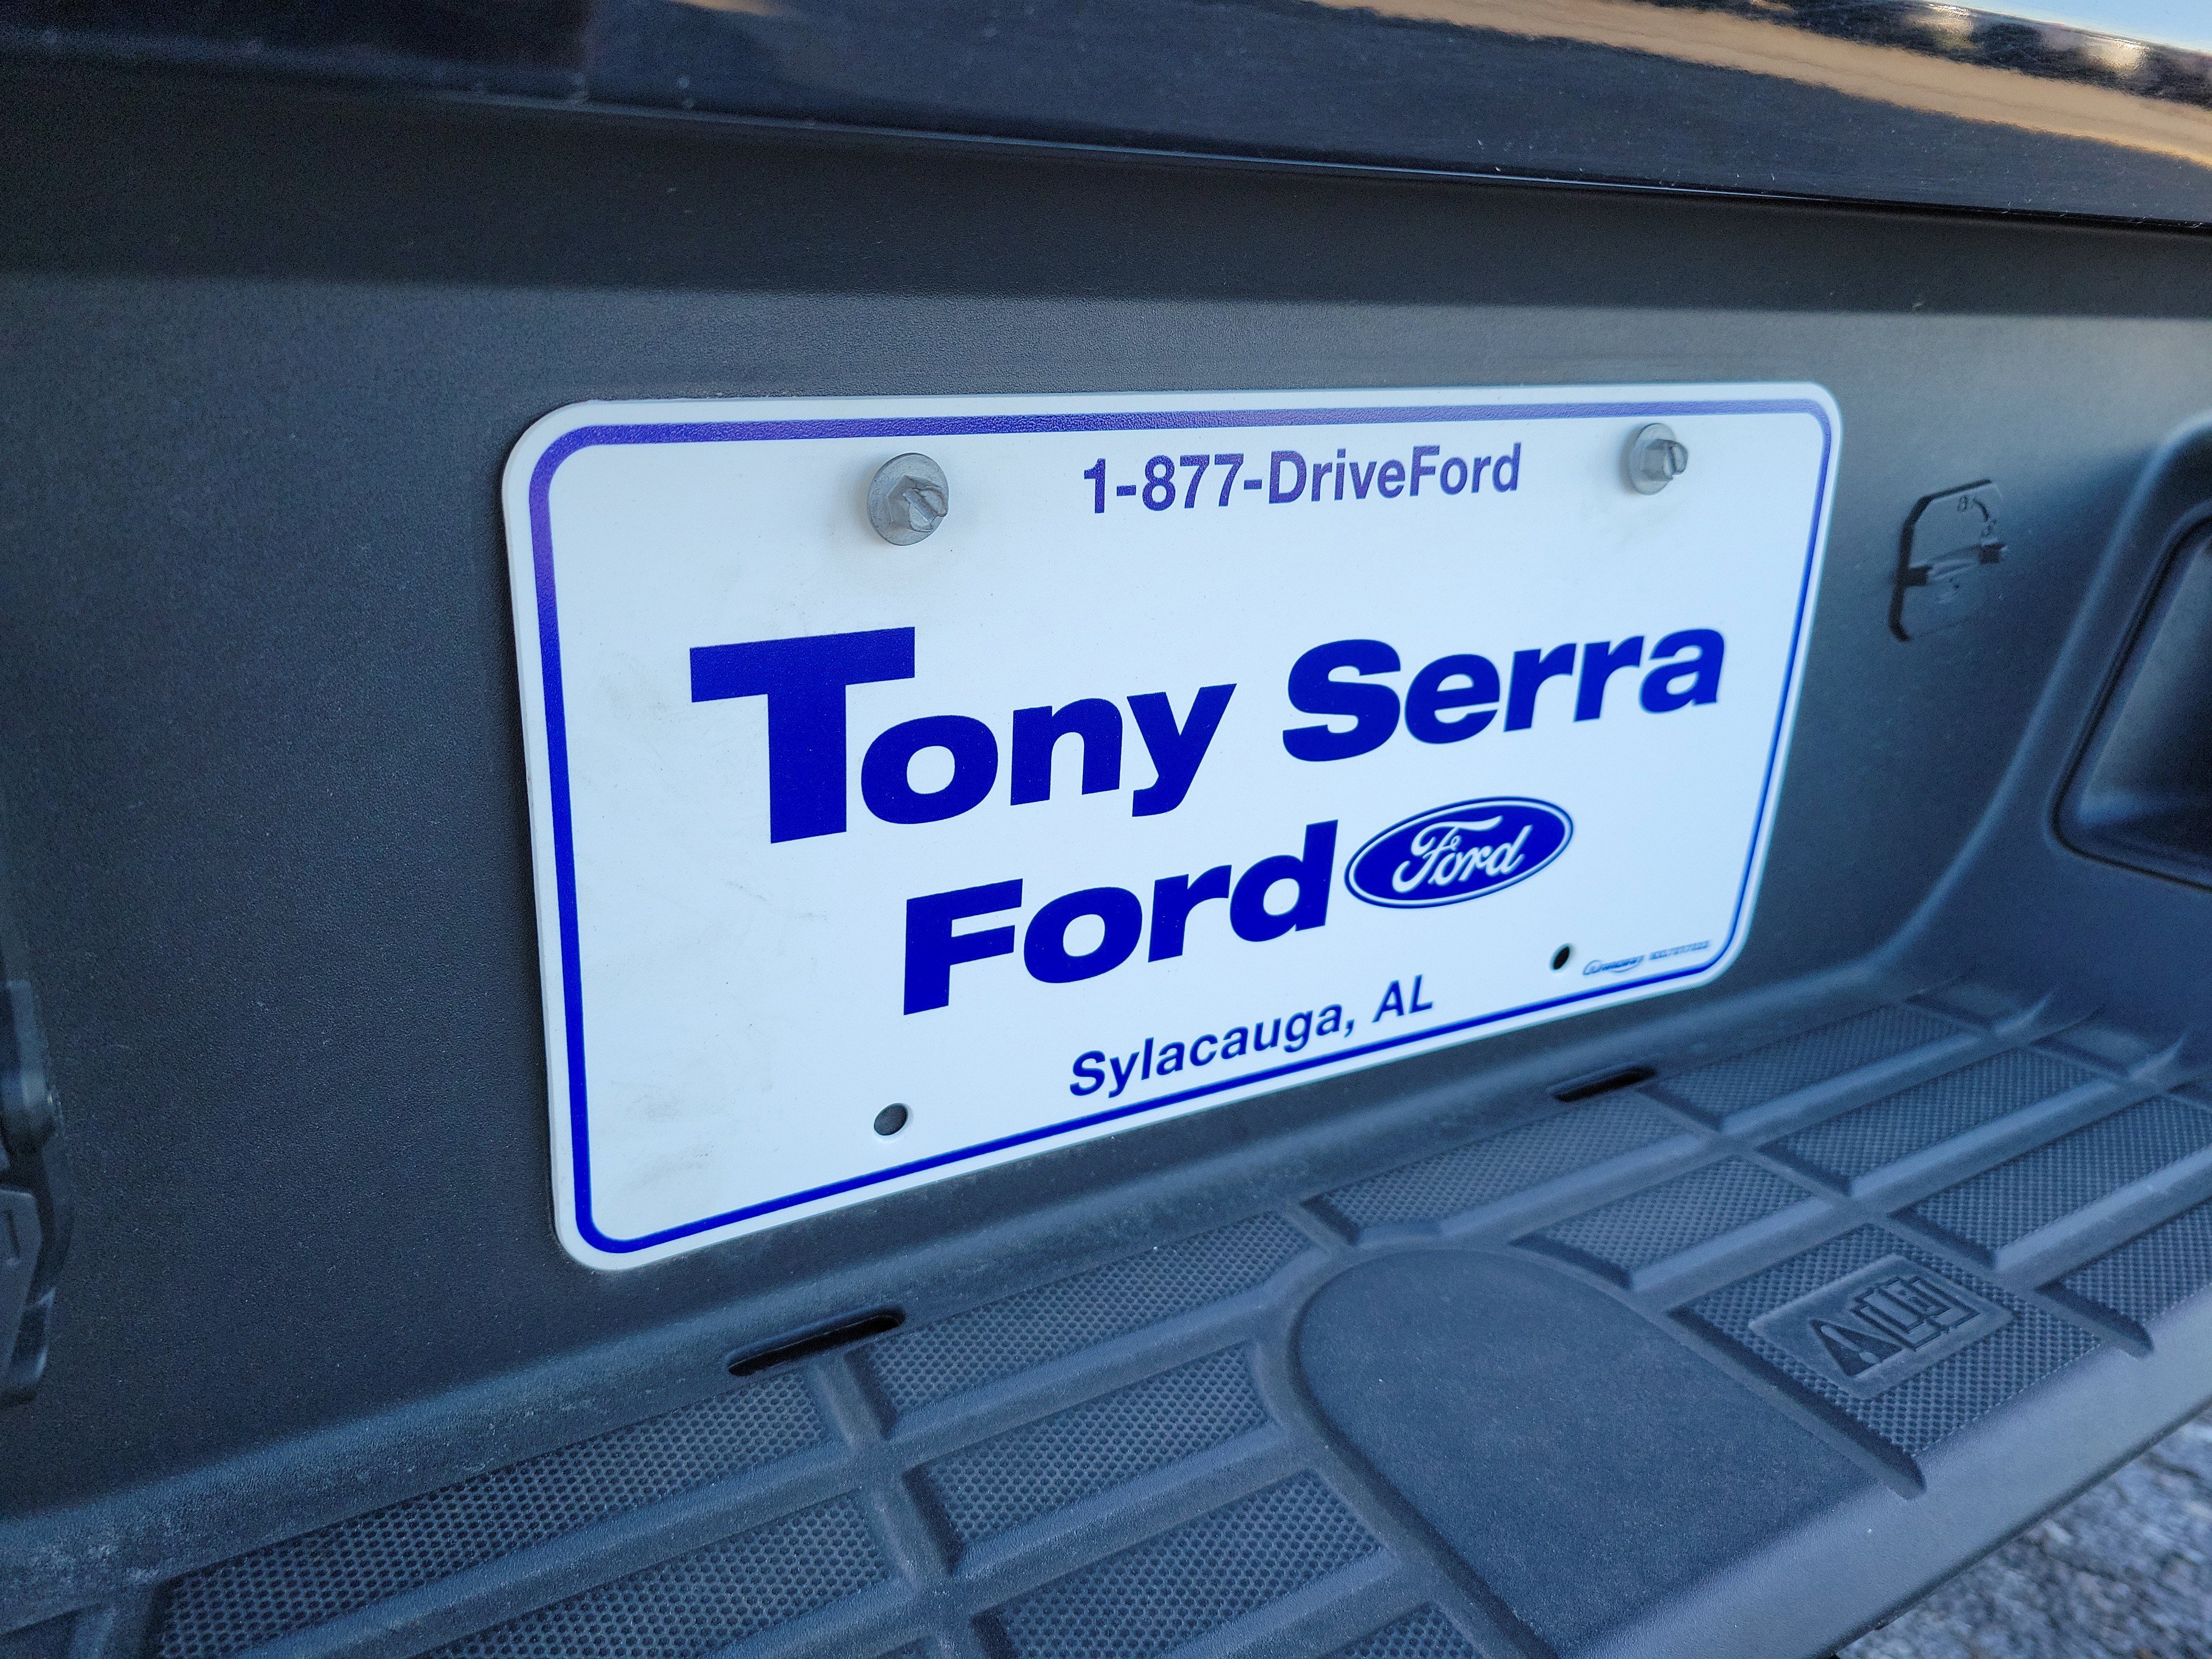 1-877-DriveFord
Tony Serra
Ford Ford
Sylacauga, AL